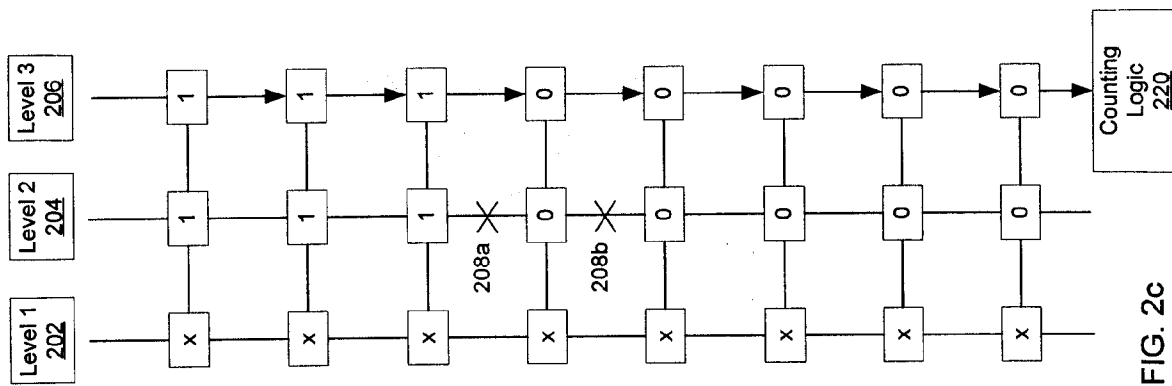 Level 1
202
Level 2
204
Level 3
206
x 1 1
x 1 1
x 1 1
208a
x 0 0
208b
x 0 0
x 0 0
x 0 0
x 0 0
Counting
Logic
220
FIG. 2c